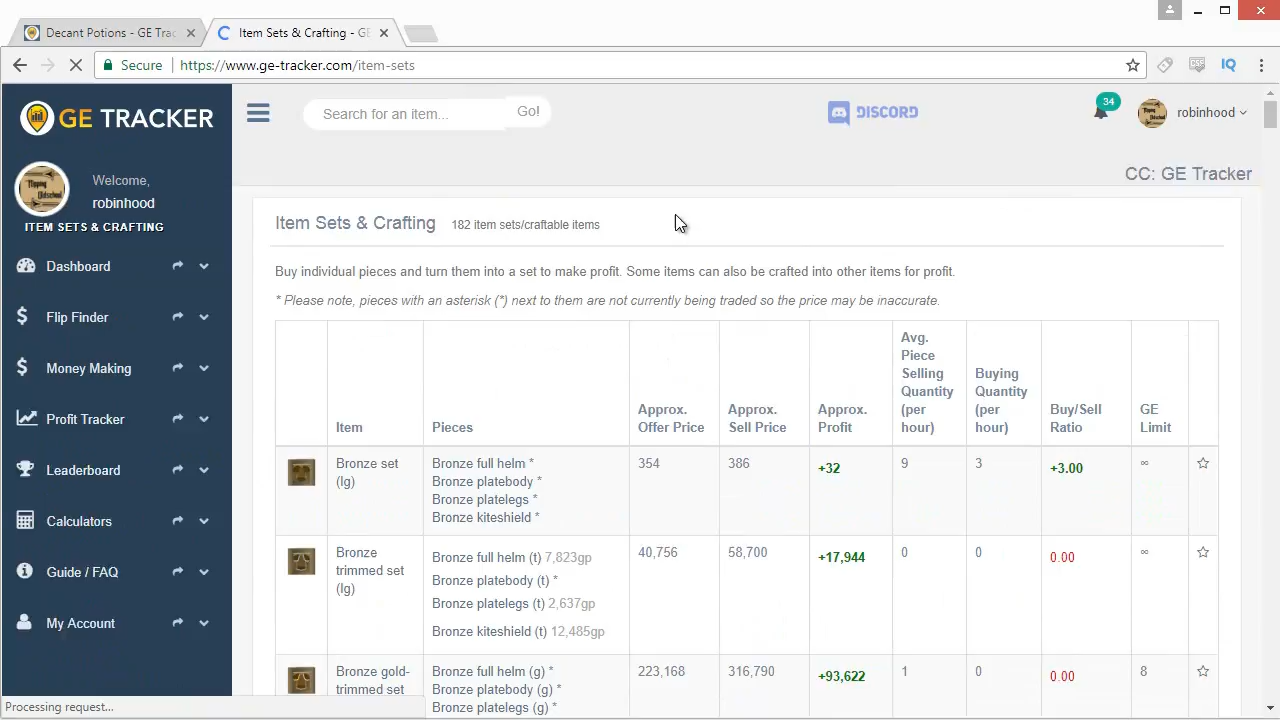 Decant Potions - GE Trac
Item Sets & Crafting - GE
Secure
https://www.ge-tracker.com/item-sets
IQ
GE TRACKER
Search for an item...
Go!
DISCORD
34
robinhood
Welcome,
robinhood
CC: GE Tracker
ITEM SETS & CRAFTING
Dashboard
Flip Finder
Money Making
Profit Tracker
Leaderboard
Calculators
Guide / FAQ
My Account
Item Sets & Crafting 182 item sets/craftable items
Buy individual pieces and turn them into a set to make profit. Some items can also be crafted into other items for profit.
* Please note, pieces with an asterisk (*) next to them are not currently being traded so the price may be inaccurate.
Item
Pieces
Approx.
Offer Price
Approx.
Sell Price
Approx.
Profit
Avg.
Piece
Selling
Quantity
(per
hour)
Buying
Quantity
(per
hour)
Buy/Sell
Ratio
GE
Limit
Bronze set
(lg)
Bronze full helm *
Bronze platebody *
Bronze platelegs *
Bronze kiteshield *
354
386
+32
9
3
+3.00
∞
Bronze
trimmed set
(lg)
Bronze full helm (t) 7,823gp
Bronze platebody (t) *
Bronze platelegs (t) 2,637gp
Bronze kiteshield (t) 12,485gp
40,756
58,700
+17,944
0
0
0.00
∞
Bronze gold-
trimmed set
Bronze full helm (g) *
Bronze platebody (g) *
Bronze platelegs (g) *
223,168
316,790
+93,622
1
0
0.00
8
Processing request...